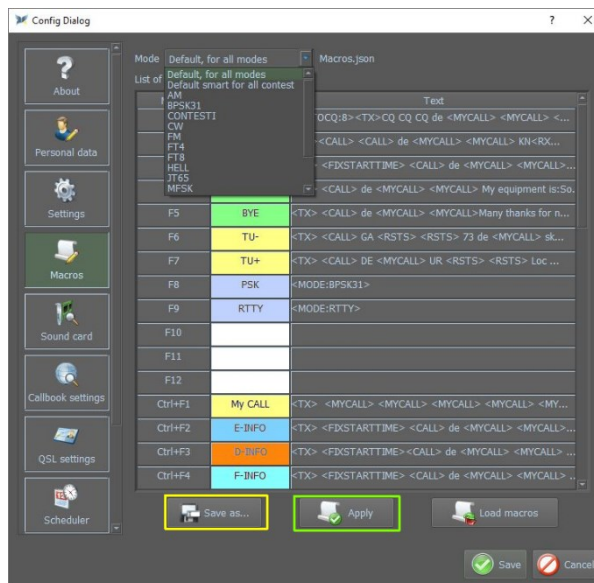 Config Dialog ? ×
About
Personal data
Settings
Macros
Sound card
Callbook settings
QSL settings
Scheduler
Mode Default, for all modes Macros.json
List of
Default, for all modes
Default smart for all contest
AM
BPSK31
CONTESTI
CW
FM
FT4
FT8
HELL
JT65
MFSK
Text
OCQ:8><TX>CQ CQ CQ de <MYCALL> <MYCALL> <...
<CALL> <CALL> de <MYCALL> <MYCALL> KN<RX...
<FIXSTARTTIME> <CALL> de <MYCALL> <MYCALL>...
<CALL> de <MYCALL> <MYCALL> My equipment is:So.
F5 BYE <TX> <CALL> de <MYCALL> <MYCALL>Many thanks for n...
F6 TU- <TX> <CALL> GA <RSTS> <RSTS> 73 de <MYCALL> sk...
F7 TU+ <TX> <CALL> DE <MYCALL> UR <RSTS> <RSTS> Loc ...
F8 PSK <MODE:BPSK31>
F9 RTTY <MODE:RTTY>
F10
F11
F12
Ctrl+F1 My CALL <TX> <MYCALL> <MYCALL> <MYCALL> <MY...
Ctrl+F2 E-INFO <TX> <FIXSTARTTIME> <CALL> de <MYCALL> <MYCALL>...
Ctrl+F3 D-INFO <TX> <FIXSTARTTIME><CALL> de <MYCALL> <MYCALL> ...
Ctrl+F4 F-INFO <TX> <FIXSTARTTIME> <CALL> de <MYCALL> <MYCALL> ..
Save as... Apply Load macros
Save Cancel